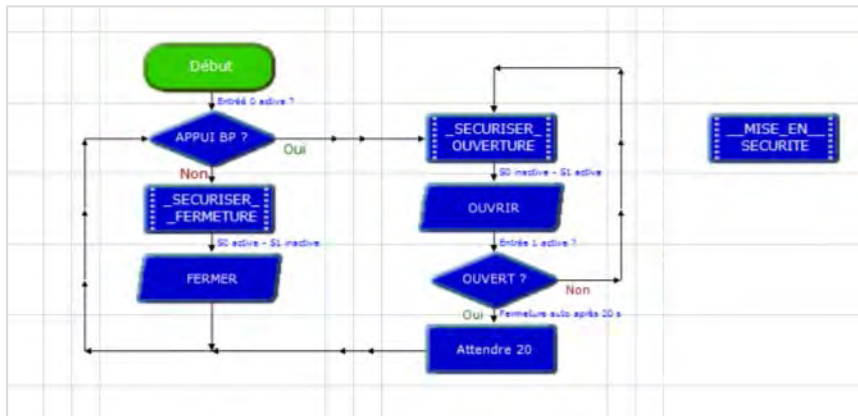 Début
Entrée 0 active ?
APPUI BP ?
Oui
Non
_SECURISER_
_FERMETURE
S0 active - S1 inactive
FERMER
_SECURISER_
OUVERTURE
S0 inactive - S1 active
OUVRIR
Entrée 1 active ?
OUVERT ?
Non
Oui
Fermeture auto après 20 s
Attendre 20
__MISE_EN__
SECURITE